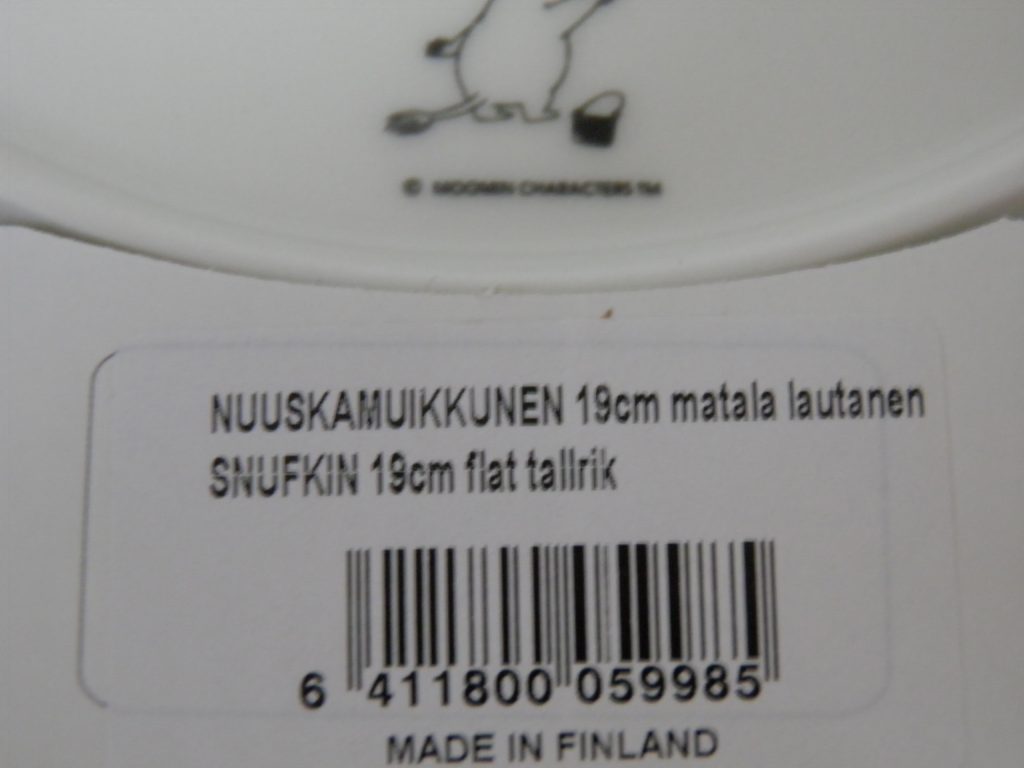 © MOOMIN CHARACTERS TM
NUUSKAMUIKKUNEN 19cm matala lautanen
SNUFKIN 19cm flat tallrik
6 411800 059985
MADE IN FINLAND